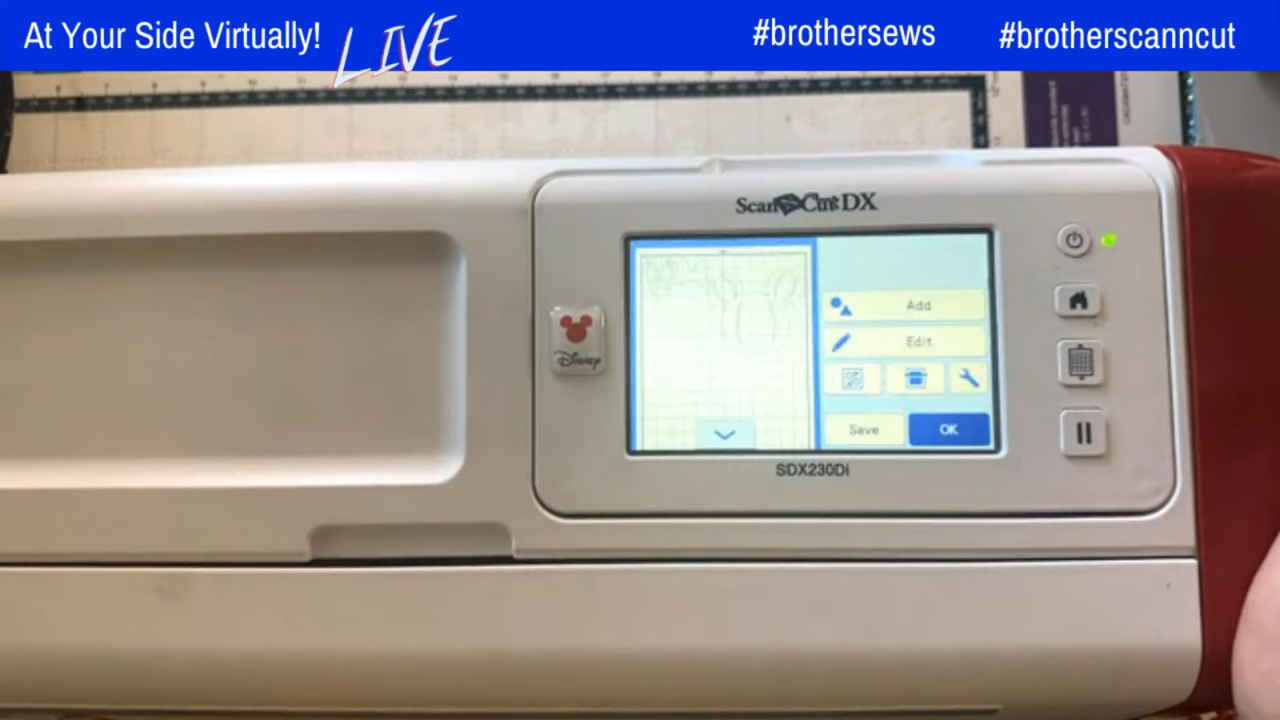 At Your Side Virtually!
LIVE
#brothersews
#brotherscanncut
ScanNCut DX
Disney
Add
Edit
Save
OK
SDX230Di